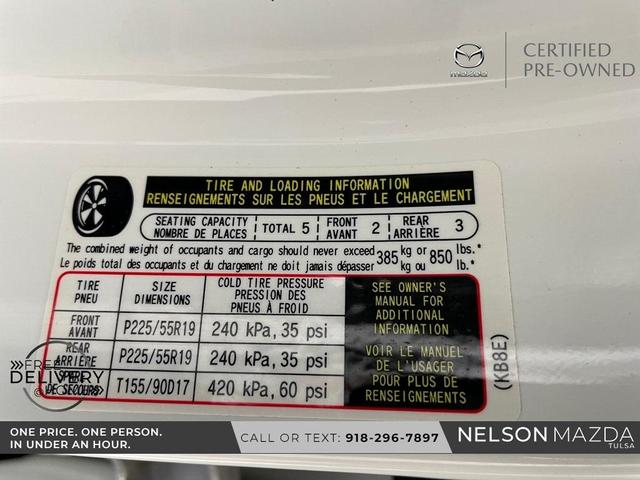 mazda
CERTIFIED
PRE-OWNED
TIRE AND LOADING INFORMATION
RENSEIGNEMENTS SUR LES PNEUS ET LE CHARGEMENT
SEATING CAPACITY
NOMBRE DE PLACES
TOTAL 5
FRONT
AVANT
2
REAR
ARRIÈRE
3
The combined weight of occupants and cargo should never exceed 385 kg or 850 lbs.*
Le poids total des occupants et du chargement ne doit jamais dépasser kg ou lb.*
TIRE
PNEU
SIZE
DIMENSIONS
COLD TIRE PRESSURE
PRESSION DES
PNEUS À FROID
SEE OWNER'S
MANUAL FOR
ADDITIONAL
INFORMATION
VOIR LE MANUEL
DE L'USAGER
POUR PLUS DE
RENSEIGNEMENTS
FRONT
AVANT
P225/55R19
240 kPa, 35 psi
REAR
ARRIÈRE
P225/55R19
240 kPa, 35 psi
DE SECOURS
T155/90D17
420 kPa, 60 psi
(KB8E)
FREE
DELIVERY
ONE PRICE. ONE PERSON.
IN UNDER AN HOUR.
CALL OR TEXT: 918-296-7897
NELSON MAZDA
TULSA